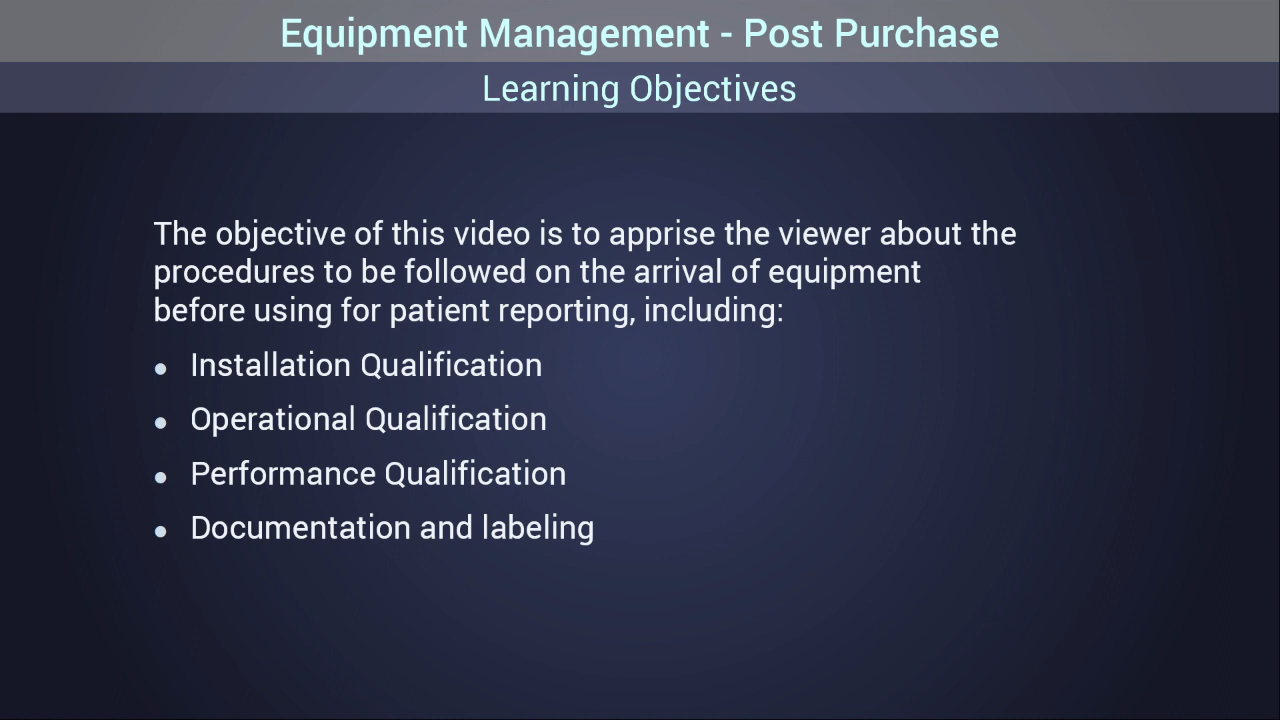 Equipment Management - Post Purchase
Learning Objectives
The objective of this video is to apprise the viewer about the
procedures to be followed on the arrival of equipment
before using for patient reporting, including:
● Installation Qualification
● Operational Qualification
● Performance Qualification
● Documentation and labeling